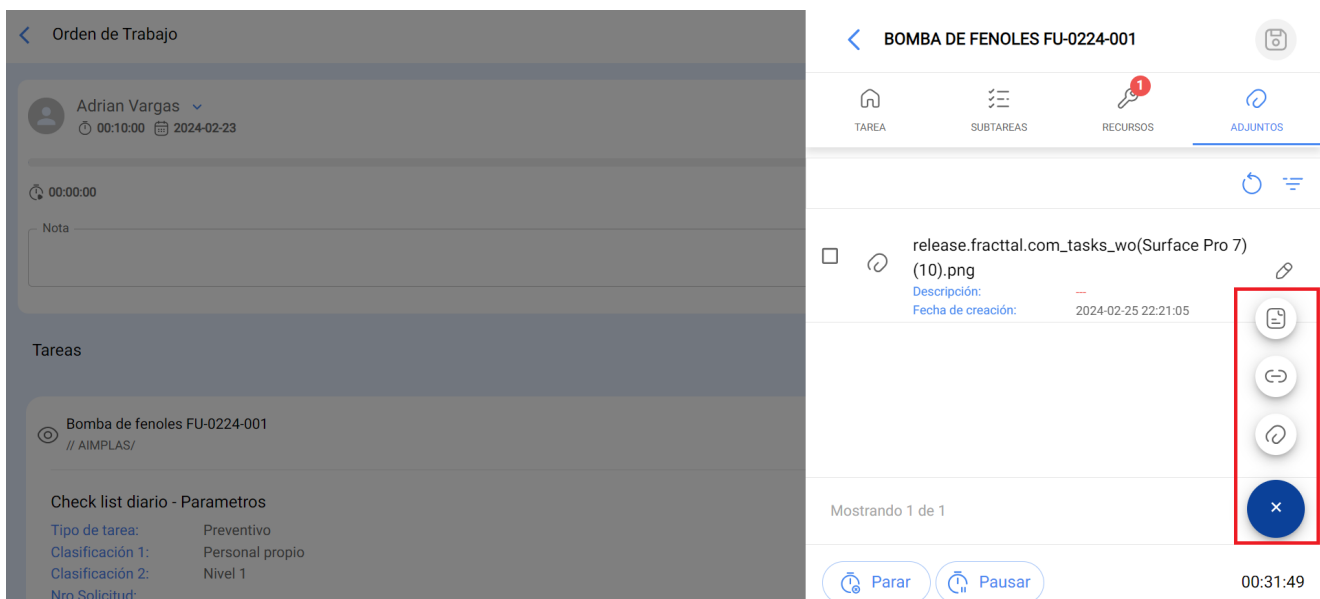 Orden de Trabajo
Adrian Vargas
00:10:00 2024-02-23
00:00:00
Nota
Tareas
Bomba de fenoles FU-0224-001
// AIMPLAS/
Check list diario - Parametros
Tipo de tarea: Preventivo
Clasificación 1: Personal propio
Clasificación 2: Nivel 1
Nro Solicitud:
BOMBA DE FENOLES FU-0224-001
1
TAREA SUBTAREAS RECURSOS ADJUNTOS
release.fracttal.com_tasks_wo(Surface Pro 7)
(10).png
Descripción: ---
Fecha de creación: 2024-02-25 22:21:05
Mostrando 1 de 1
Parar Pausar 00:31:49